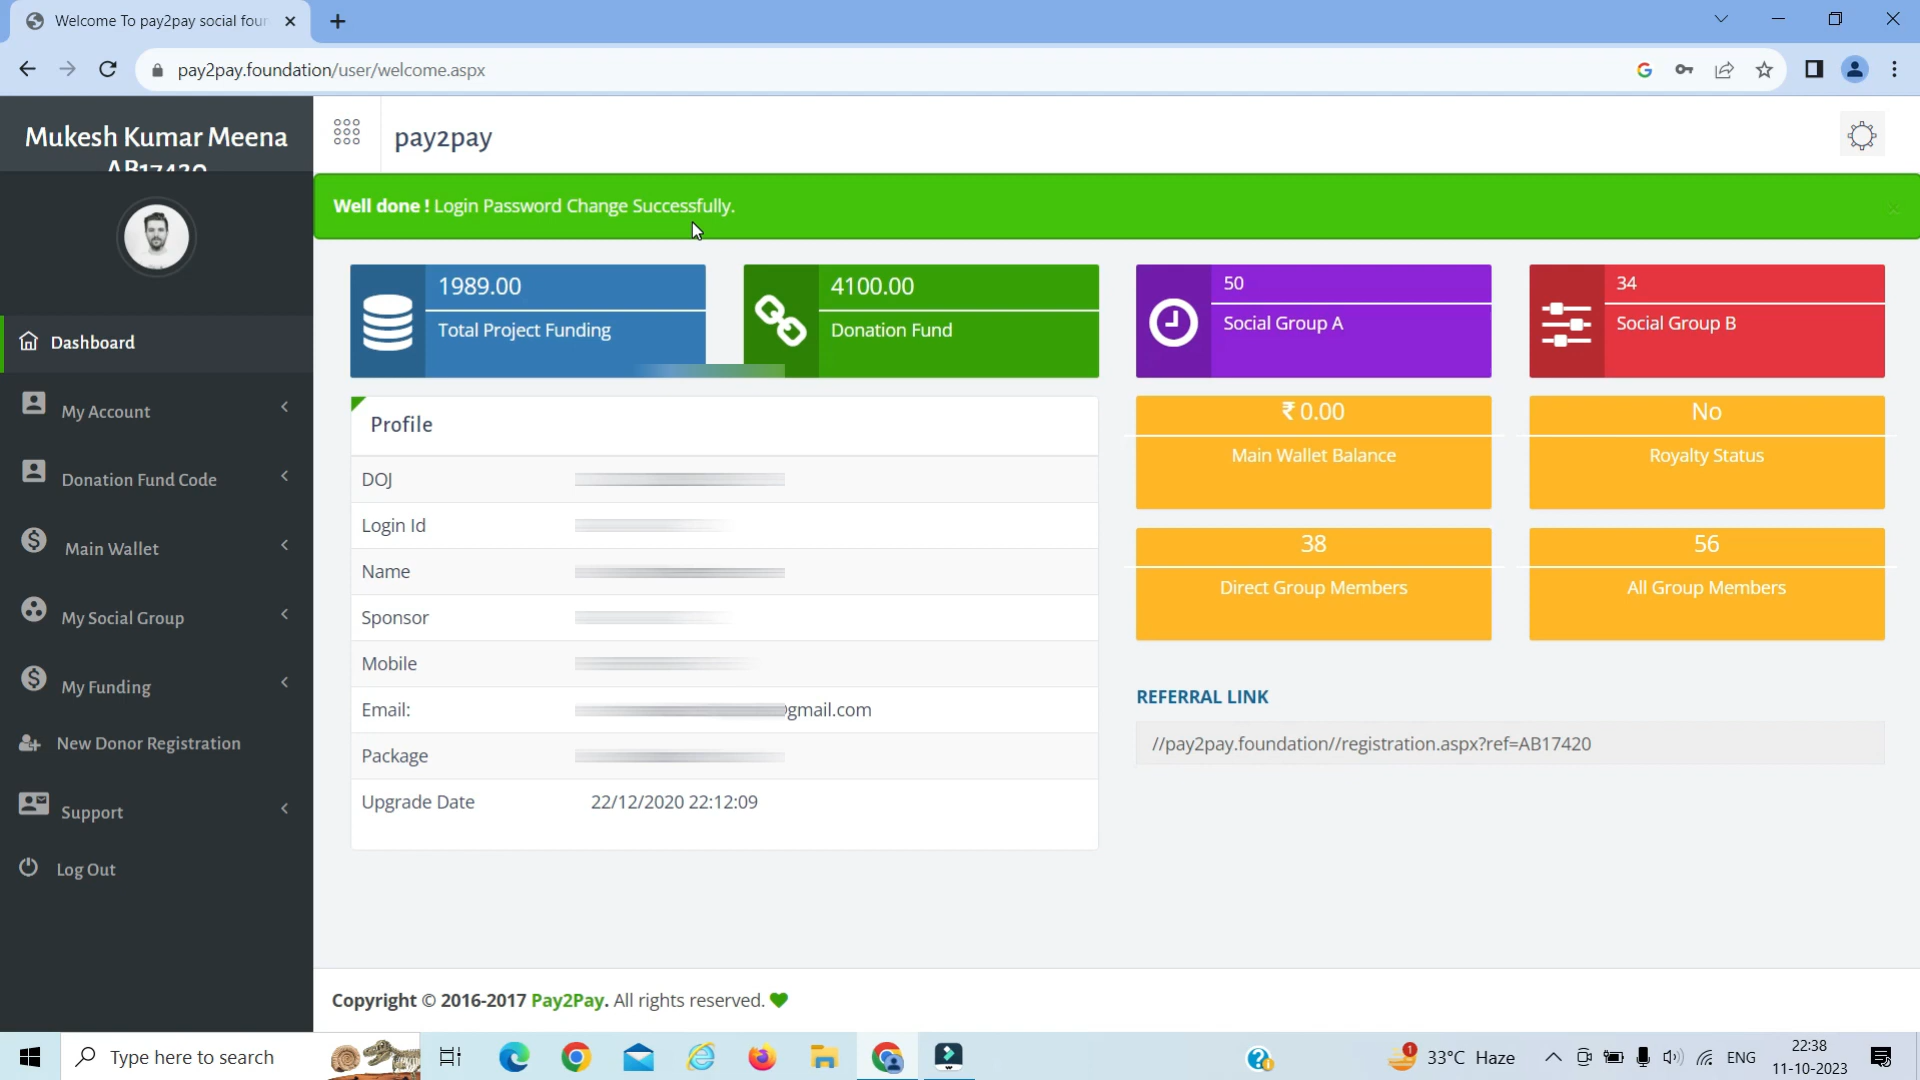 Welcome To pay2pay social four
pay2pay.foundation/user/welcome.aspx
Mukesh Kumar Meena
AB17420
pay2pay
Well done ! Login Password Change Successfully.
1989.00
Total Project Funding
4100.00
Donation Fund
50
Social Group A
34
Social Group B
Dashboard
My Account
Donation Fund Code
Main Wallet
My Social Group
My Funding
New Donor Registration
Support
Log Out
Profile
DOJ
Login Id
Name
Sponsor
Mobile
Email: @gmail.com
Package
Upgrade Date 22/12/2020 22:12:09
₹ 0.00
Main Wallet Balance
No
Royalty Status
38
Direct Group Members
56
All Group Members
REFERRAL LINK
//pay2pay.foundation//registration.aspx?ref=AB17420
Copyright © 2016-2017 Pay2Pay. All rights reserved.
Type here to search
1
33°C Haze
ENG
22:38
11-10-2023